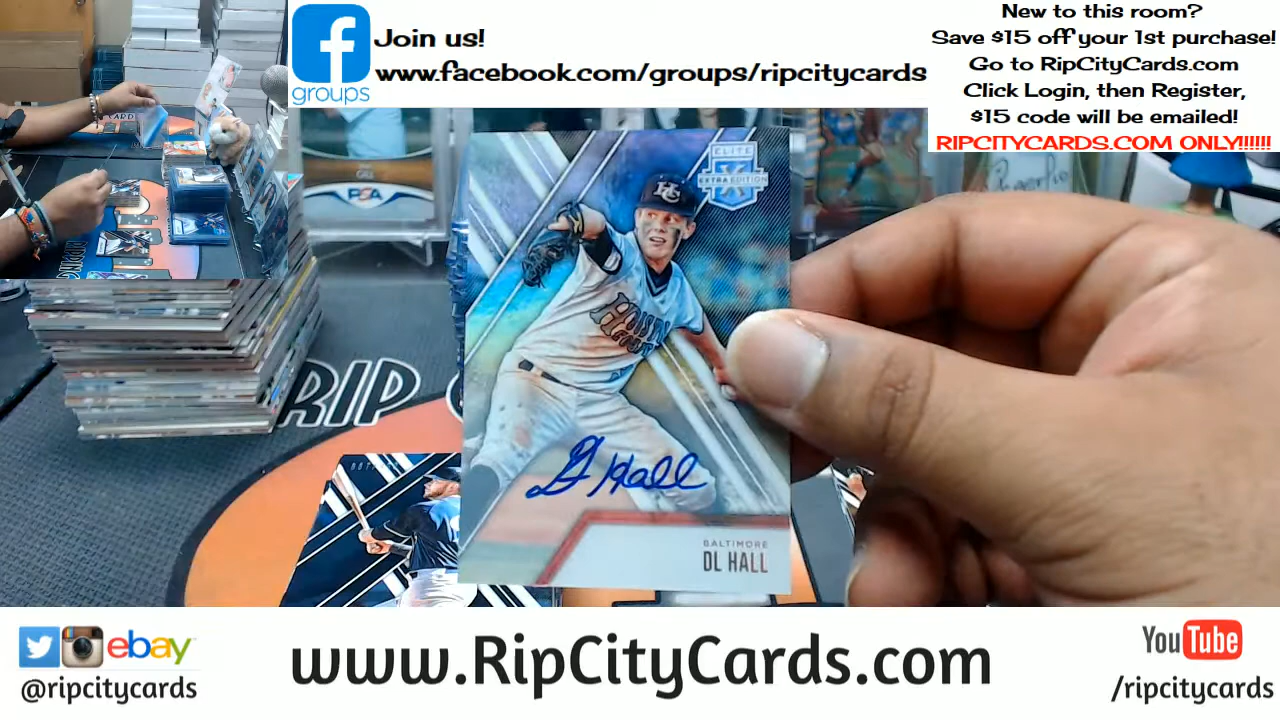 groups
Join us!
www.facebook.com/groups/ripcitycards
New to this room?
Save $15 off your 1st purchase!
Go to RipCityCards.com
Click Login, then Register,
$15 code will be emailed!
RIPCITYCARDS.COM ONLY!!!!!!
PSA
ELITE
EXTRA EDITION
HC
DL Hall
BALTIMORE
DL HALL
RIP
ebay
@ripcitycards
www.RipCityCards.com
YouTube
/ripcitycards